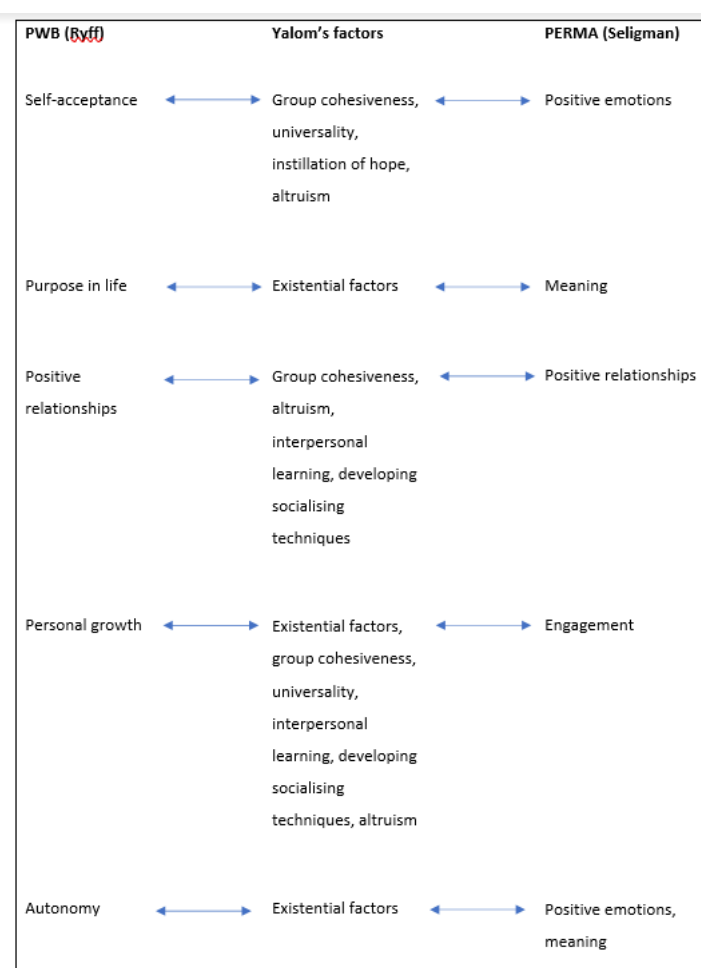 PWB (Ryff) Yalom's factors PERMA (Seligman)
Self-acceptance Group cohesiveness, Positive emotions
universality,
instillation of hope,
altruism
Purpose in life Existential factors Meaning
Positive Group cohesiveness, Positive relationships
relationships altruism,
interpersonal
learning, developing
socialising
techniques
Personal growth Existential factors, Engagement
group cohesiveness,
universality,
interpersonal
learning, developing
socialising
techniques, altruism
Autonomy Existential factors Positive emotions,
meaning